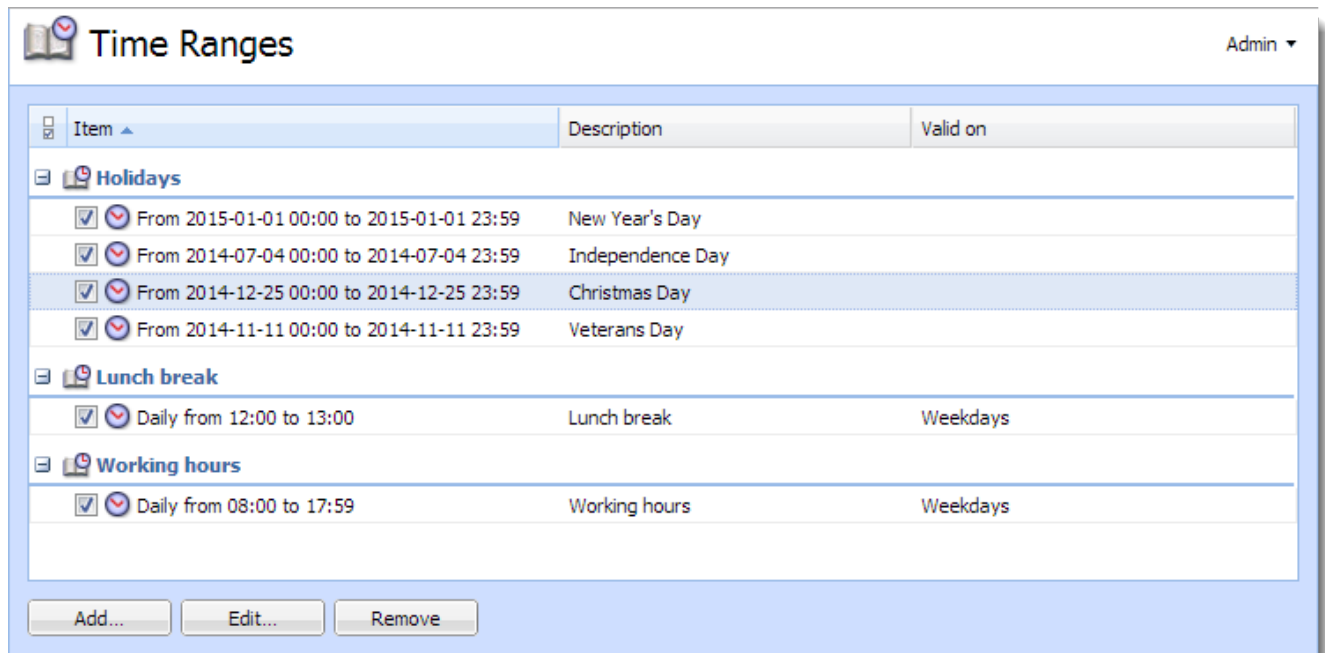 Time Ranges
Admin
Item Description Valid on
Holidays
From 2015-01-01 00:00 to 2015-01-01 23:59 New Year's Day
From 2014-07-04 00:00 to 2014-07-04 23:59 Independence Day
From 2014-12-25 00:00 to 2014-12-25 23:59 Christmas Day
From 2014-11-11 00:00 to 2014-11-11 23:59 Veterans Day
Lunch break
Daily from 12:00 to 13:00 Lunch break Weekdays
Working hours
Daily from 08:00 to 17:59 Working hours Weekdays
Add... Edit... Remove